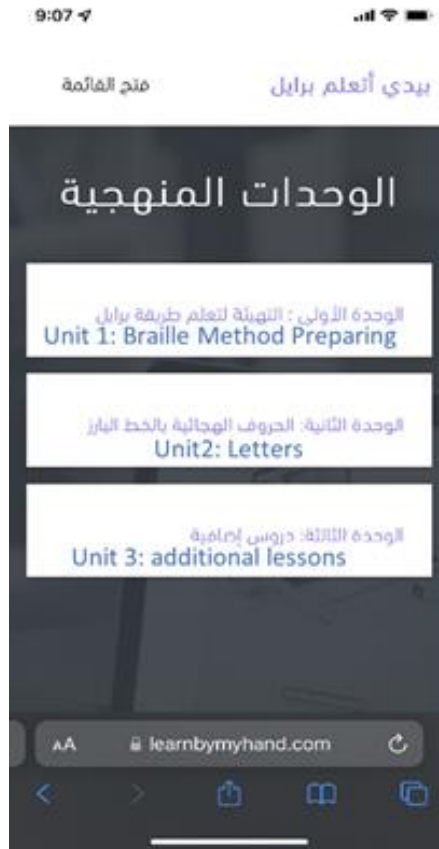 9:07
بيدي أتعلم برايل
فتح القائمة
الوحدات المنهجية
الوحدة الأولى : التهيئة لتعلم طريقة برايل
Unit 1: Braille Method Preparing
الوحدة الثانية: الحروف الهجائية بالخط البارز
Unit2: Letters
الوحدة الثالثة: دروس إضافية
Unit 3: additional lessons
AA learnbymyhand.com